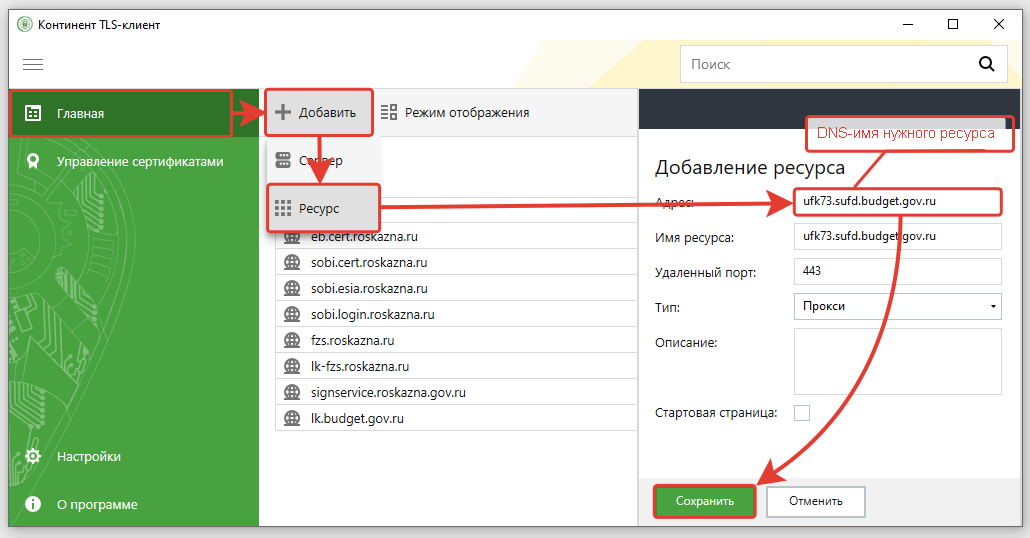 Континент TLS-клиент
Поиск
Главная
Управление сертификатами
Настройки
О программе
Добавить
Режим отображения
Сервер
Ресурс
eb.cert.roskazna.ru
sobi.cert.roskazna.ru
sobi.esia.roskazna.ru
sobi.login.roskazna.ru
fzs.roskazna.ru
lk-fzs.roskazna.ru
signservice.roskazna.gov.ru
lk.budget.gov.ru
DNS-имя нужного ресурса
Добавление ресурса
Адрес: ufk73.sufd.budget.gov.ru
Имя ресурса: ufk73.sufd.budget.gov.ru
Удаленный порт: 443
Тип: Прокси
Описание:
Стартовая страница:
Сохранить Отменить